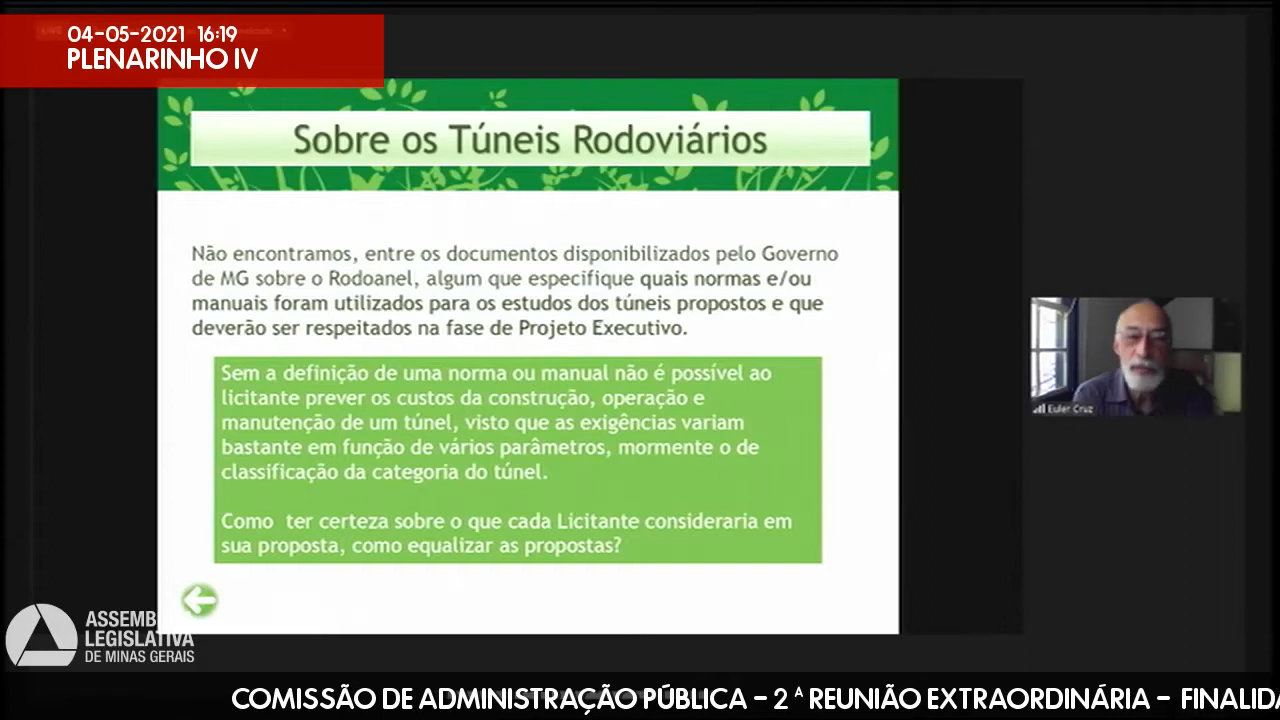 04-05-2021 16:19
PLENARINHO IV
Sobre os Túneis Rodoviários
Não encontramos, entre os documentos disponibilizados pelo Governo
de MG sobre o Rodoanel, algum que especifique quais normas e/ou
manuais foram utilizados para os estudos dos túneis propostos e que
deverão ser respeitados na fase de Projeto Executivo.
Sem a definição de uma norma ou manual não é possível ao
licitante prever os custos da construção, operação e
manutenção de um túnel, visto que as exigências variam
bastante em função de vários parâmetros, mormente o de
classificação da categoria do túnel.
Como ter certeza sobre o que cada Licitante consideraria em
sua proposta, como equalizar as propostas?
Euler Cruz
ASSEMB
LEGISLATIVA
DE MINAS GERAIS
COMISSÃO DE ADMINISTRAÇÃO PÚBLICA - 2ª REUNIÃO EXTRAORDINÁRIA - FINALIDA